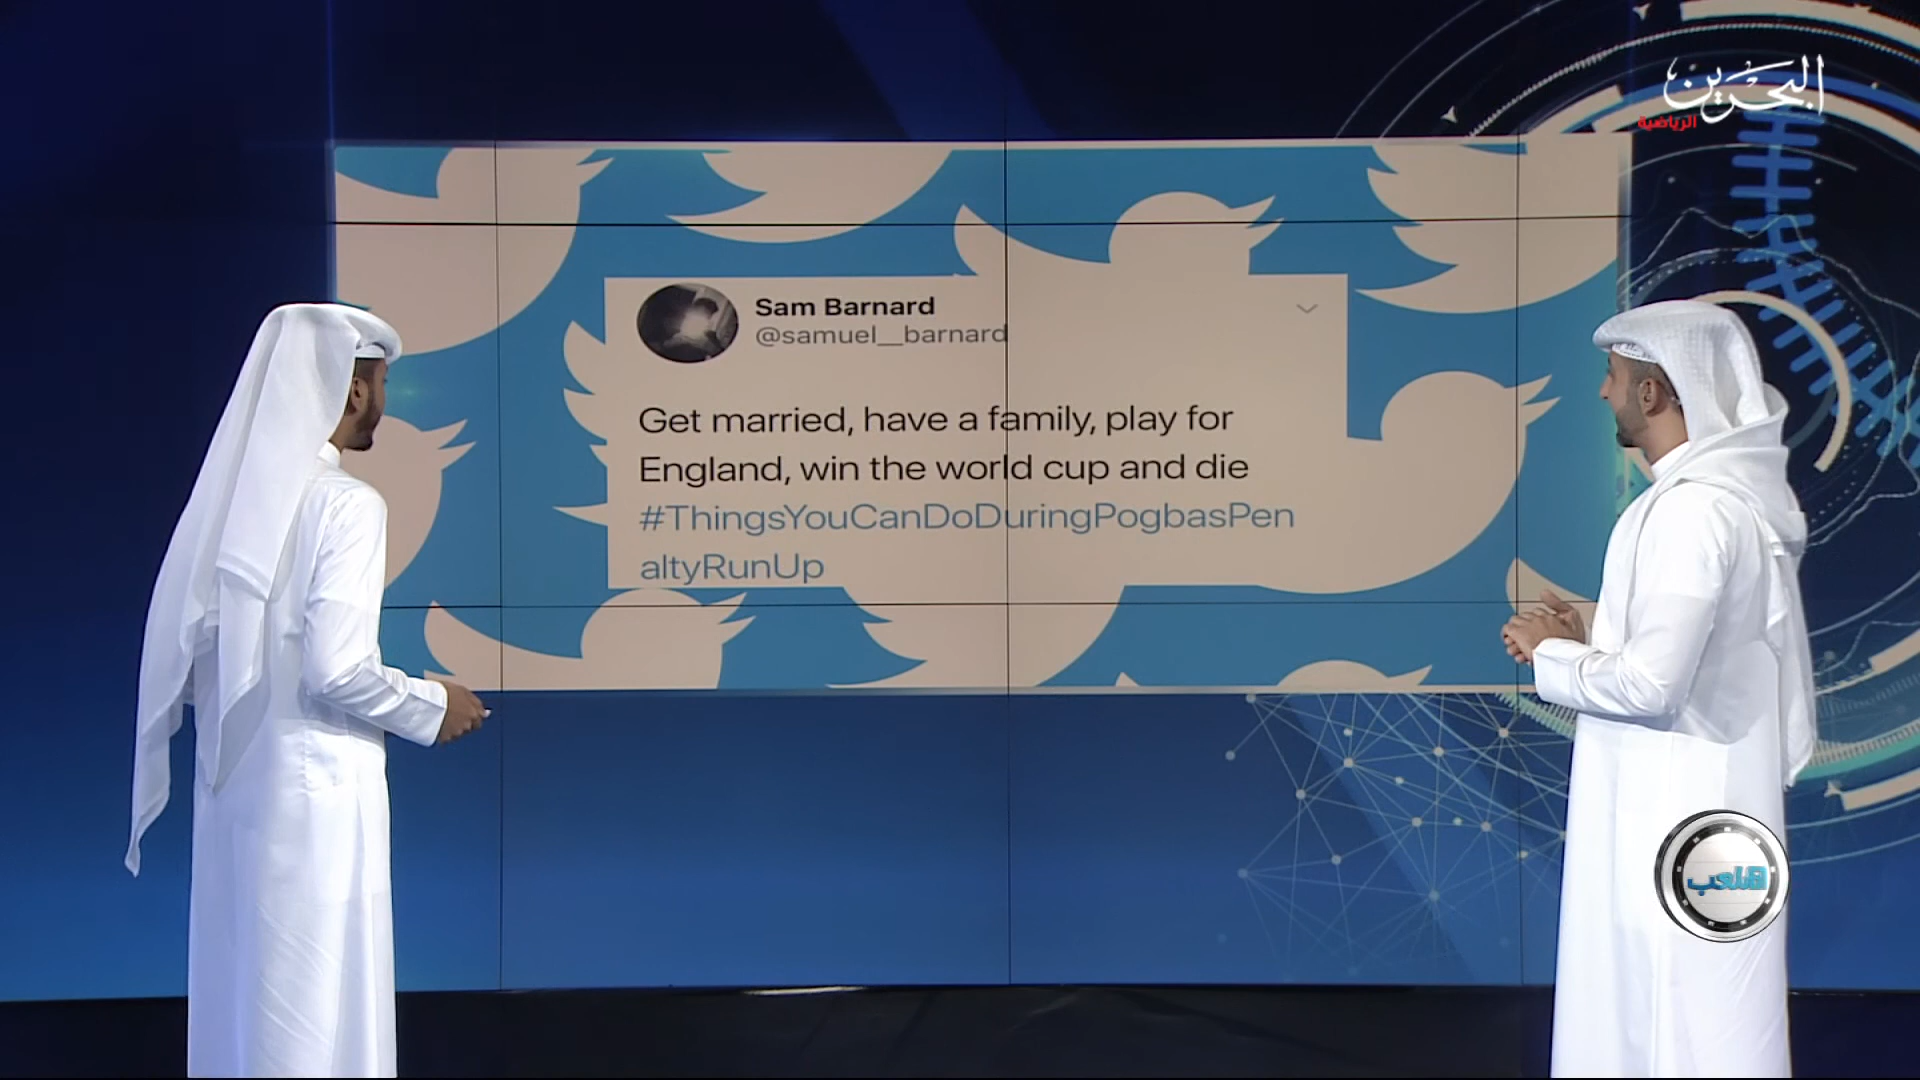 البحرين
الرياضية
Sam Barnard
@samuel__barnard
Get married, have a family, play for
England, win the world cup and die
#ThingsYouCanDoDuringPogbasPen
altyRunUp
الملعب